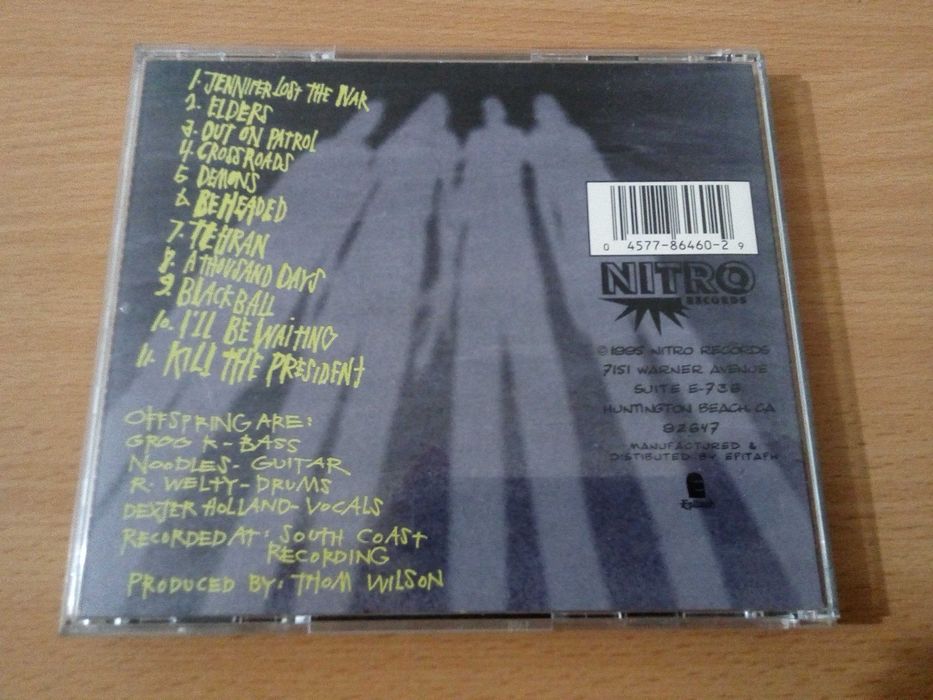 1. JENNIFER LOST THE WAR
2. ELDERS
3. OUT ON PATROL
4. CROSSROADS
5 DEMONS
6. BEHEADED
7. TEHRAN
8. A THOUSAND DAYS
9. BLACKBALL
10. I'LL BE WAITING
11. KILL THE PRESIDENT
OFFSPRING ARE:
GREG K - BASS
NOODLES - GUITAR
R. WELTY - DRUMS
DEXTER HOLLAND - VOCALS
RECORDED AT: SOUTH COAST
RECORDING
PRODUCED BY: THOM WILSON
0 4577-86460-2 9
NITRO
RECORDS
©1995 NITRO RECORDS
7151 WARNER AVENUE
SUITE E-736
HUNTINGTON BEACH, CA
92647
MANUFACTURED &
DISTIBUTED BY EPITAPH
Epitaph